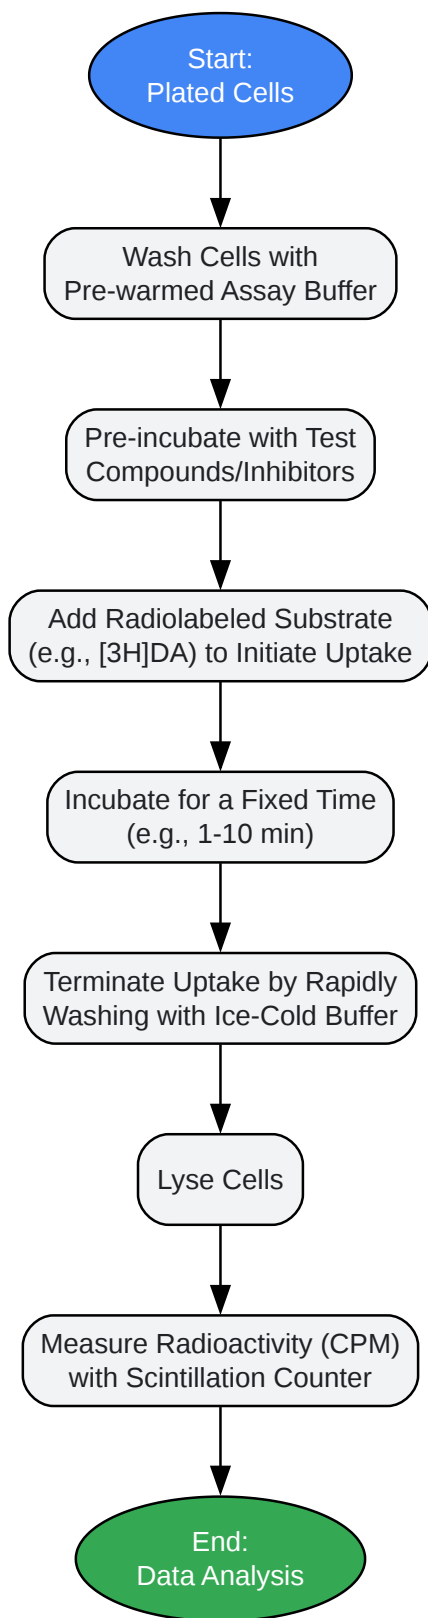 Start:
Plated Cells
Wash Cells with
Pre-warmed Assay Buffer
Pre-incubate with Test
Compounds/Inhibitors
Add Radiolabeled Substrate
(e.g., [3H]DA) to Initiate Uptake
Incubate for a Fixed Time
(e.g., 1-10 min)
Terminate Uptake by Rapidly
Washing with Ice-Cold Buffer
Lyse Cells
Measure Radioactivity (CPM)
with Scintillation Counter
End:
Data Analysis